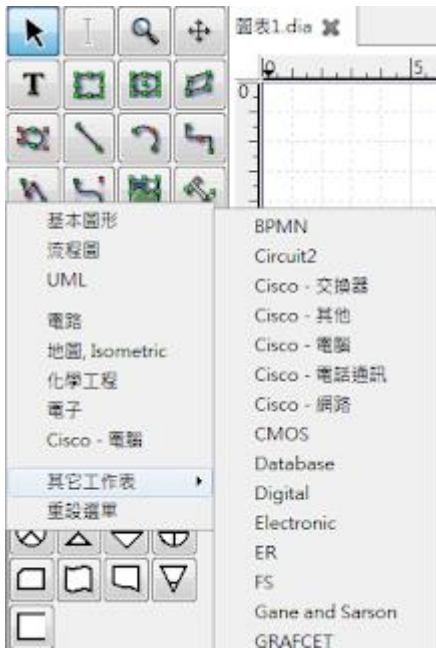 圖表1.dia
0
5
0
T
基本圖形
流程圖
UML
電路
地圖, Isometric
化學工程
電子
Cisco - 電腦
其它工作表
重設選單
BPMN
Circuit2
Cisco - 交換器
Cisco - 其他
Cisco - 電腦
Cisco - 電話通訊
Cisco - 網路
CMOS
Database
Digital
Electronic
ER
FS
Gane and Sarson
GRAFCET